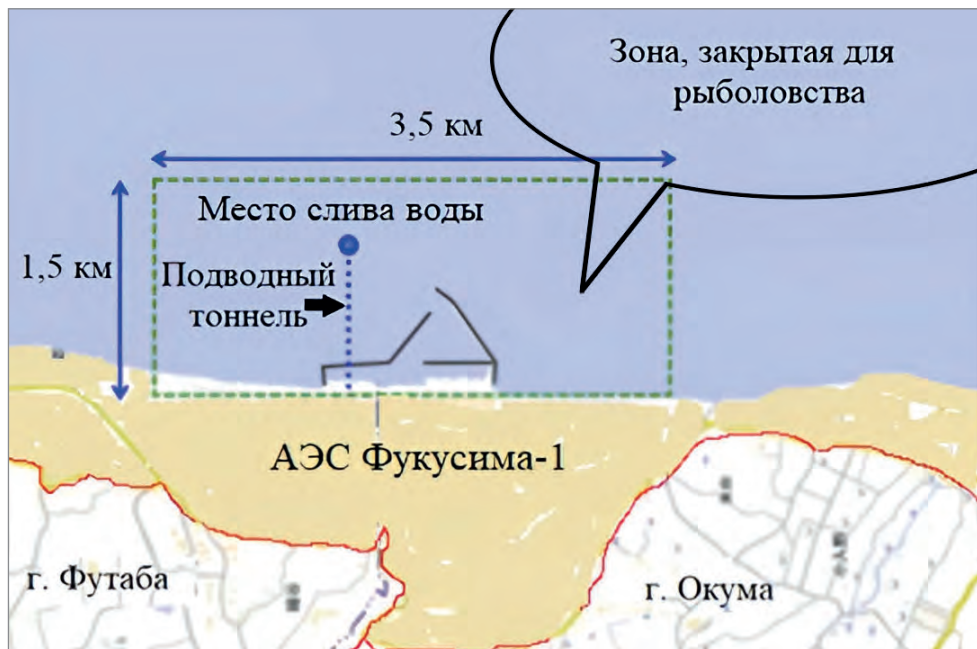 Зона, закрытая для
рыболовства
3,5 км
Место слива воды
1,5 км
Подводный
тоннель
АЭС Фукусима-1
г. Футаба
г. Окума